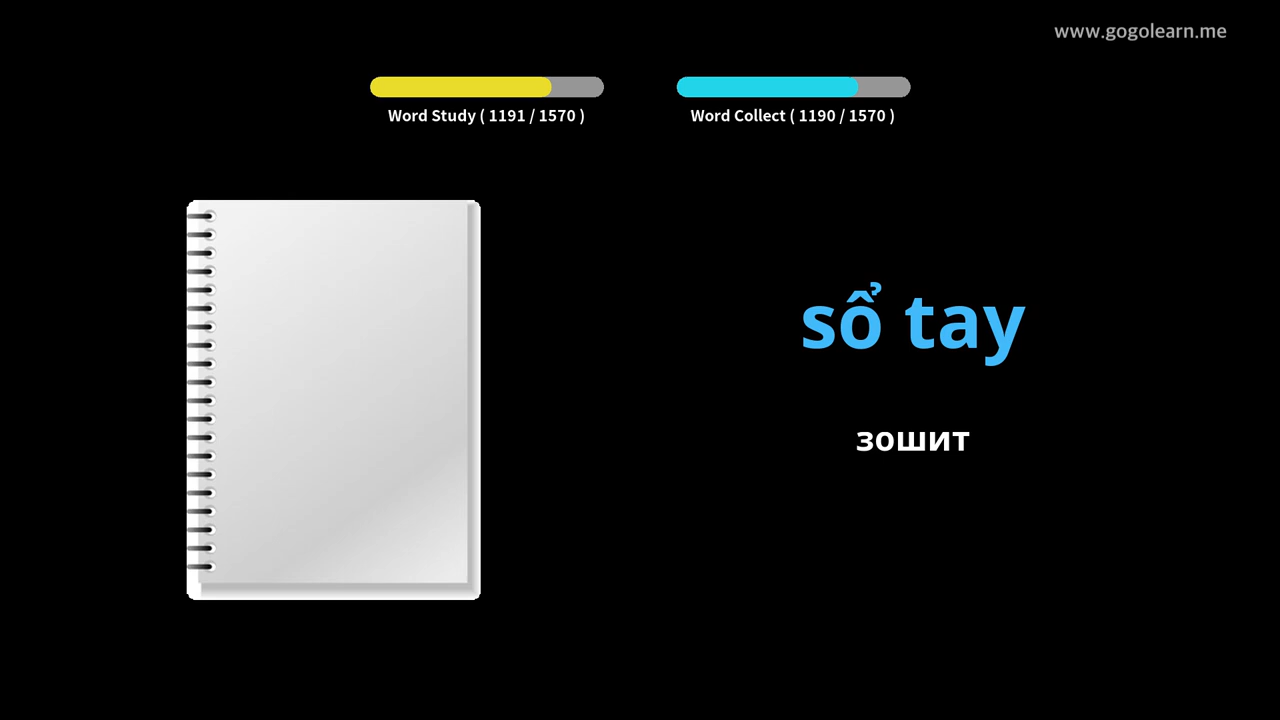 www.gogolearn.me
Word Study ( 1191 / 1570 )
Word Collect ( 1190 / 1570 )
sổ tay
зошит